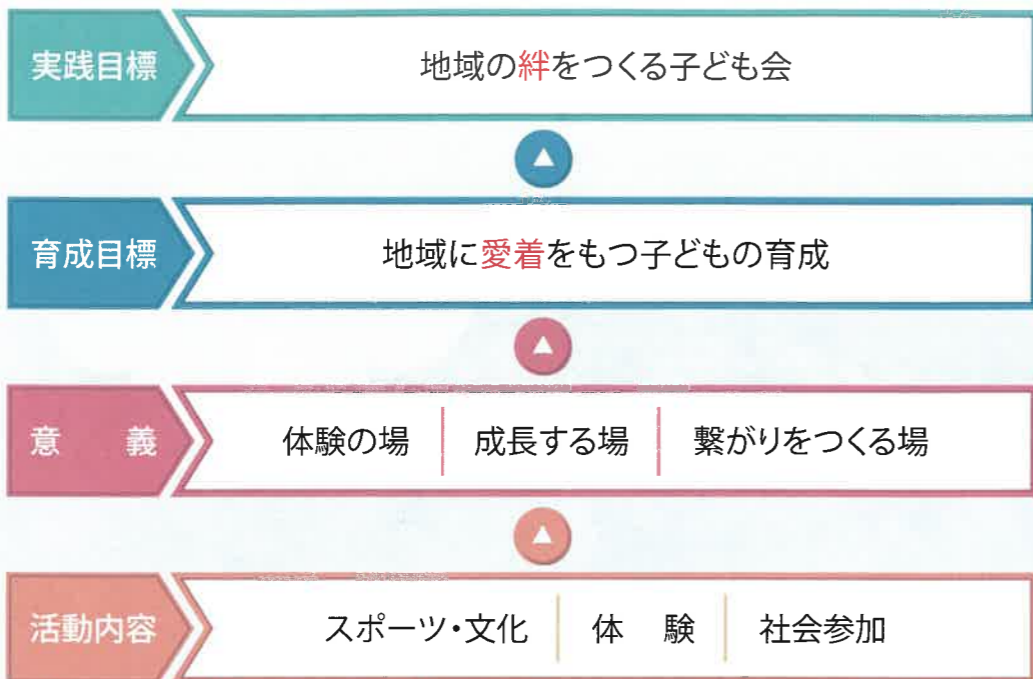 実践目標 地域の絆をつくる子ども会
育成目標 地域に愛着をもつ子どもの育成
意　　義 体験の場 成長する場 繋がりをつくる場
活動内容 スポーツ・文化 体　験 社会参加